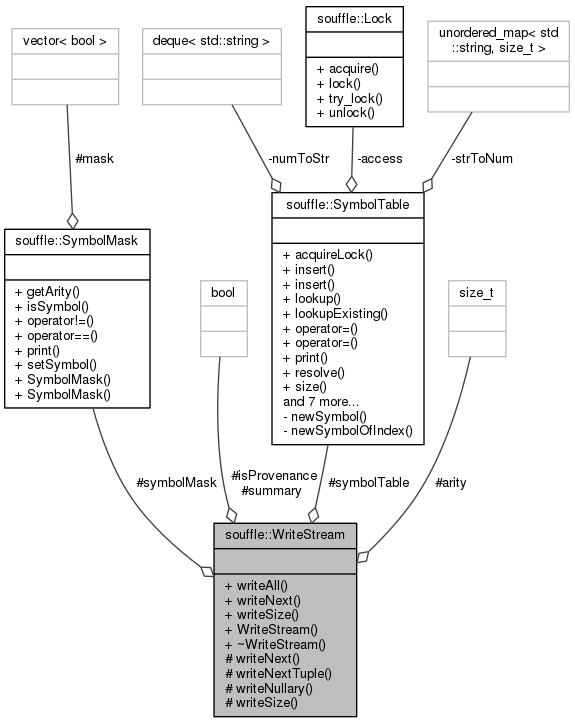 souffle::Lock
+ acquire()
+ lock()
+ try_lock()
+ unlock()
vector< bool >
deque< std::string >
unordered_map< std
::string, size_t >
#mask
-numToStr
-access
-strToNum
souffle::SymbolMask
+ getArity()
+ isSymbol()
+ operator!=()
+ operator==()
+ print()
+ setSymbol()
+ SymbolMask()
+ SymbolMask()
bool
souffle::SymbolTable
+ acquireLock()
+ insert()
+ insert()
+ lookup()
+ lookupExisting()
+ operator=()
+ operator=()
+ print()
+ resolve()
+ size()
and 7 more...
- newSymbol()
- newSymbolOfIndex()
size_t
#symbolMask
#isProvenance
#summary
#symbolTable
#arity
souffle::WriteStream
+ writeAll()
+ writeNext()
+ writeSize()
+ WriteStream()
+ ~WriteStream()
# writeNext()
# writeNextTuple()
# writeNullary()
# writeSize()